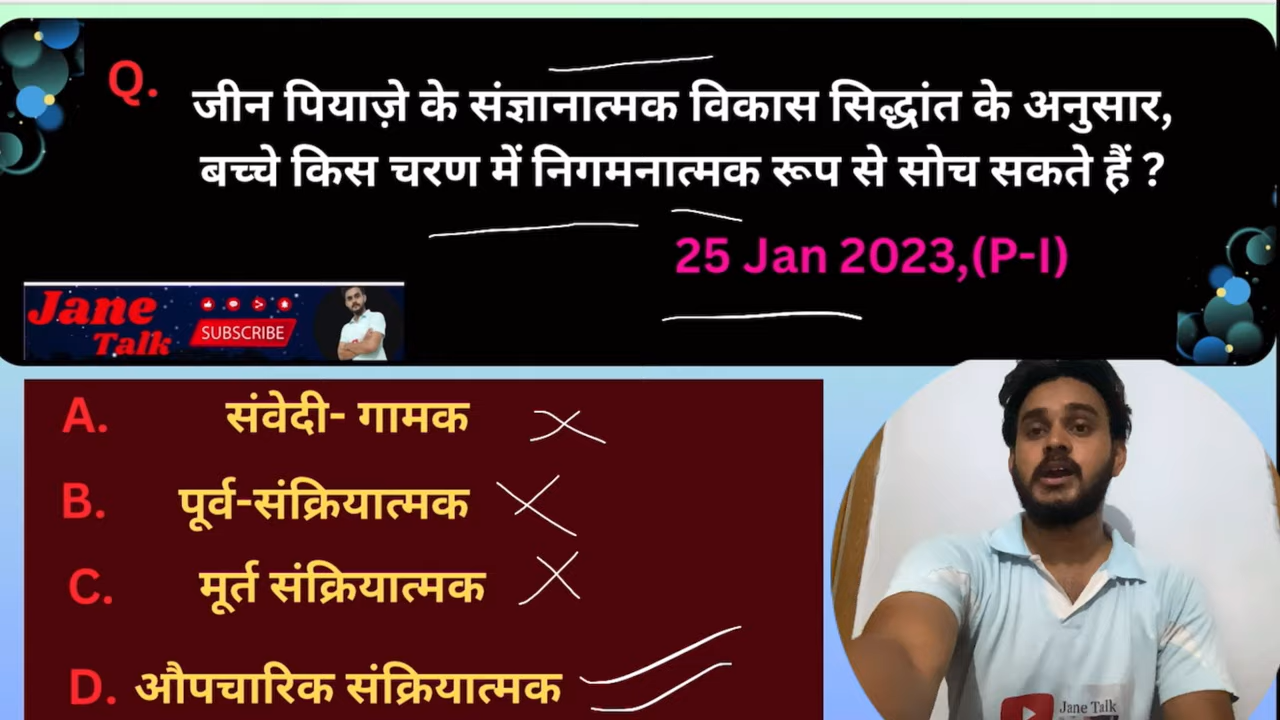 Q.
जीन पियाज़े के संज्ञानात्मक विकास सिद्धांत के अनुसार,
बच्चे किस चरण में निगमनात्मक रूप से सोच सकते हैं ?
25 Jan 2023,(P-I)
Jane
Talk
SUBSCRIBE
A. संवेदी- गामक
B. पूर्व-संक्रियात्मक
C. मूर्त संक्रियात्मक
D. औपचारिक संक्रियात्मक
Jane Talk